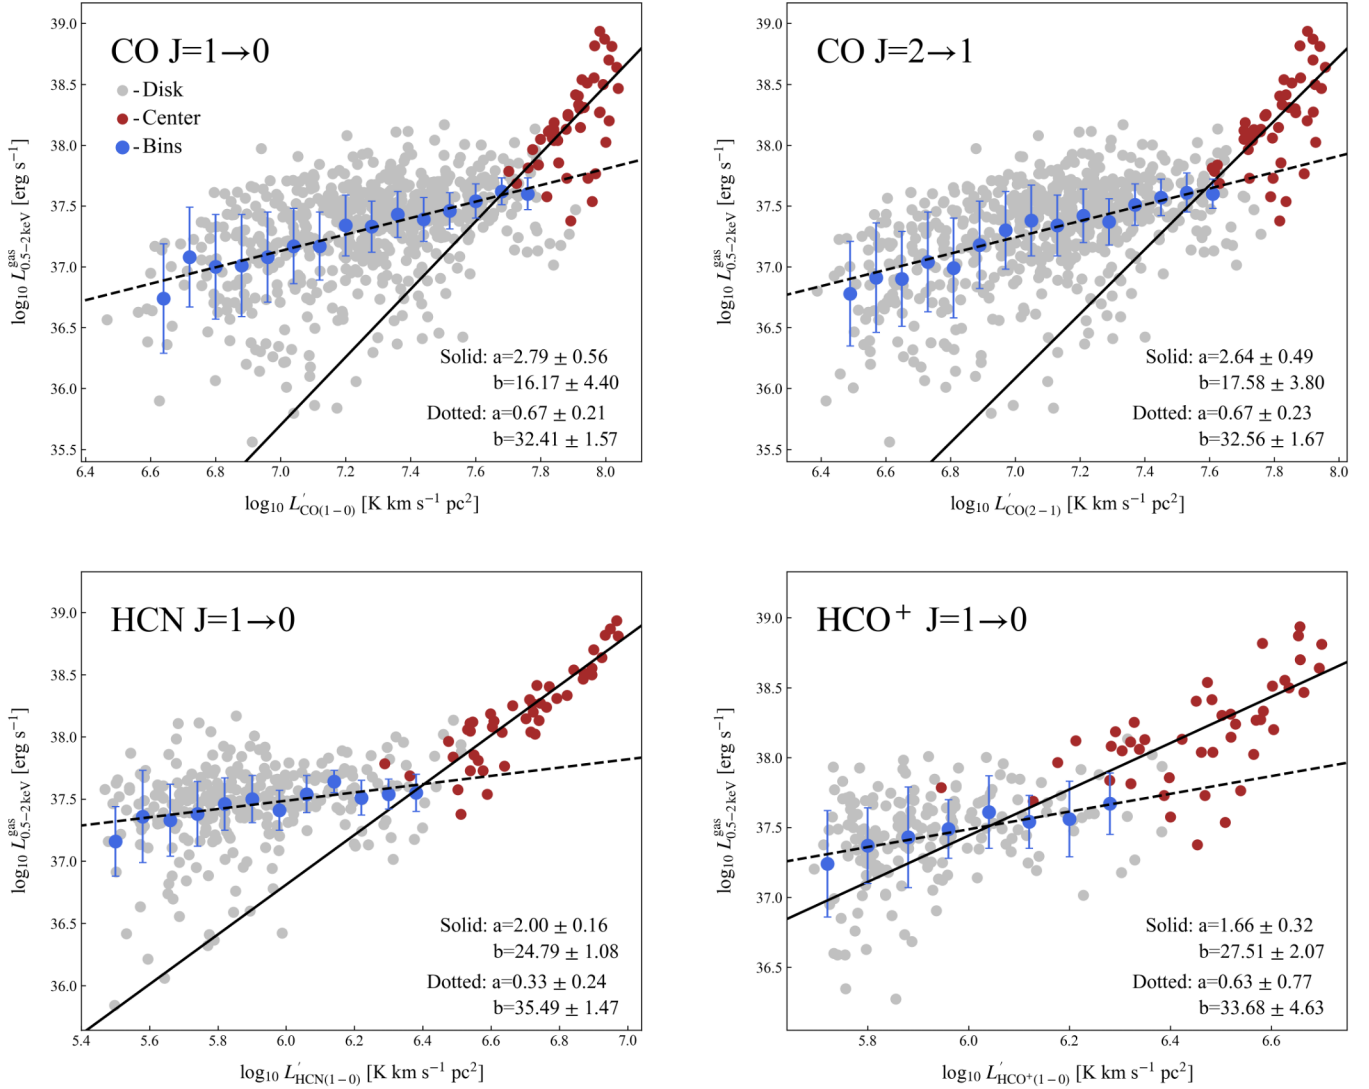 CO J=1→0
- Disk
- Center
- Bins
39.0
38.5
38.0
37.5
37.0
36.5
36.0
35.5
log₁₀ L^gas_0.5−2 keV [erg s⁻¹]
Solid: a=2.79 ± 0.56
b=16.17 ± 4.40
Dotted: a=0.67 ± 0.21
b=32.41 ± 1.57
6.4 6.6 6.8 7.0 7.2 7.4 7.6 7.8 8.0
log₁₀ L′_CO(1−0) [K km s⁻¹ pc²]
CO J=2→1
39.0
38.5
38.0
37.5
37.0
36.5
36.0
35.5
log₁₀ L^gas_0.5−2 keV [erg s⁻¹]
Solid: a=2.64 ± 0.49
b=17.58 ± 3.80
Dotted: a=0.67 ± 0.23
b=32.56 ± 1.67
6.4 6.6 6.8 7.0 7.2 7.4 7.6 7.8 8.0
log₁₀ L′_CO(2−1) [K km s⁻¹ pc²]
HCN J=1→0
39.0
38.5
38.0
37.5
37.0
36.5
36.0
log₁₀ L^gas_0.5−2 keV [erg s⁻¹]
Solid: a=2.00 ± 0.16
b=24.79 ± 1.08
Dotted: a=0.33 ± 0.24
b=35.49 ± 1.47
5.4 5.6 5.8 6.0 6.2 6.4 6.6 6.8 7.0
log₁₀ L′_HCN(1−0) [K km s⁻¹ pc²]
HCO⁺ J=1→0
39.0
38.5
38.0
37.5
37.0
36.5
log₁₀ L^gas_0.5−2 keV [erg s⁻¹]
Solid: a=1.66 ± 0.32
b=27.51 ± 2.07
Dotted: a=0.63 ± 0.77
b=33.68 ± 4.63
5.8 6.0 6.2 6.4 6.6
log₁₀ L′_HCO⁺(1−0) [K km s⁻¹ pc²]